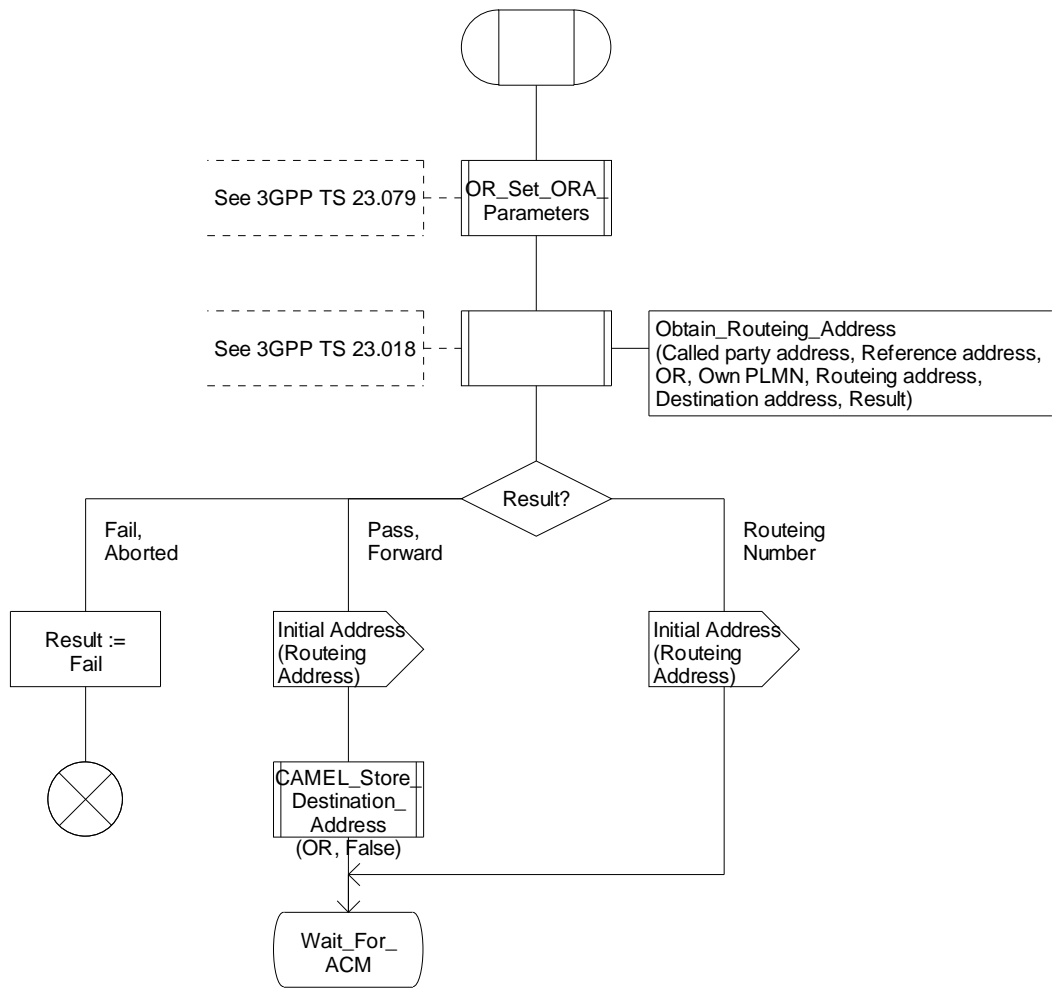 See 3GPP TS 23.079
OR_Set_ORA_
Parameters
See 3GPP TS 23.018
Obtain_Routeing_Address
(Called party address, Reference address,
OR, Own PLMN, Routeing address,
Destination address, Result)
Result?
Fail,
Aborted
Pass,
Forward
Routeing
Number
Result :=
Fail
Initial Address
(Routeing
Address)
Initial Address
(Routeing
Address)
CAMEL_Store_
Destination_
Address
(OR, False)
Wait_For_
ACM